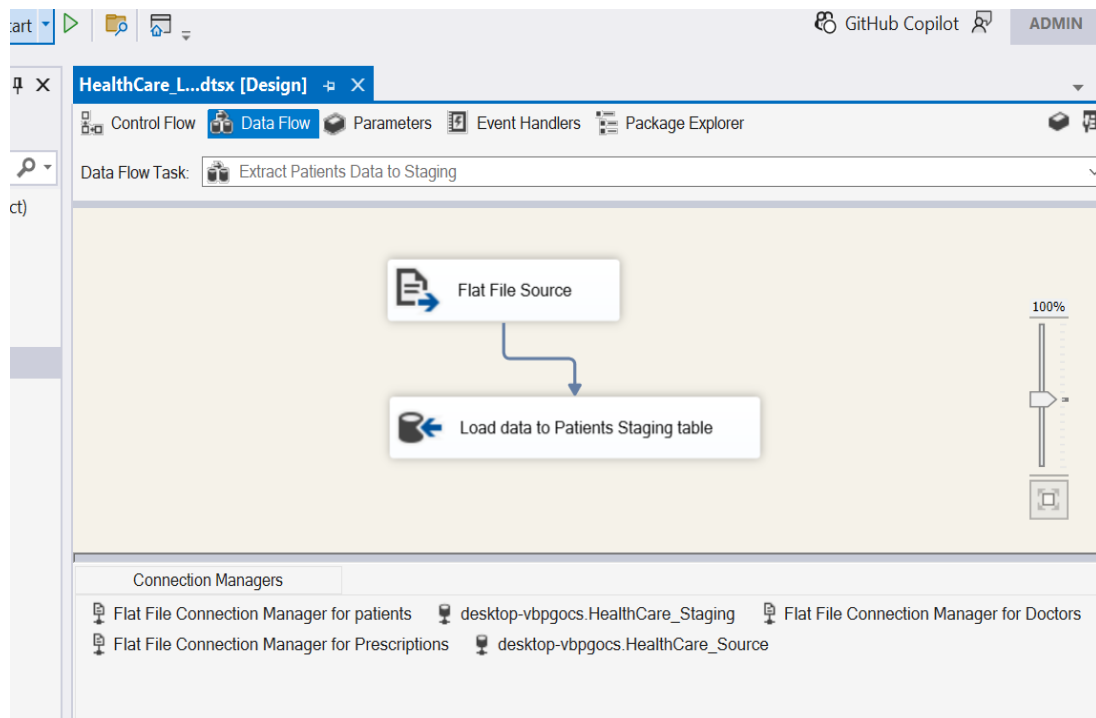 art GitHub Copilot ADMIN
HealthCare_L...dtsx [Design]
Control Flow Data Flow Parameters Event Handlers Package Explorer
Data Flow Task: Extract Patients Data to Staging
ct)
Flat File Source
100%
Load data to Patients Staging table
Connection Managers
Flat File Connection Manager for patients desktop-vbpgocs.HealthCare_Staging Flat File Connection Manager for Doctors
Flat File Connection Manager for Prescriptions desktop-vbpgocs.HealthCare_Source